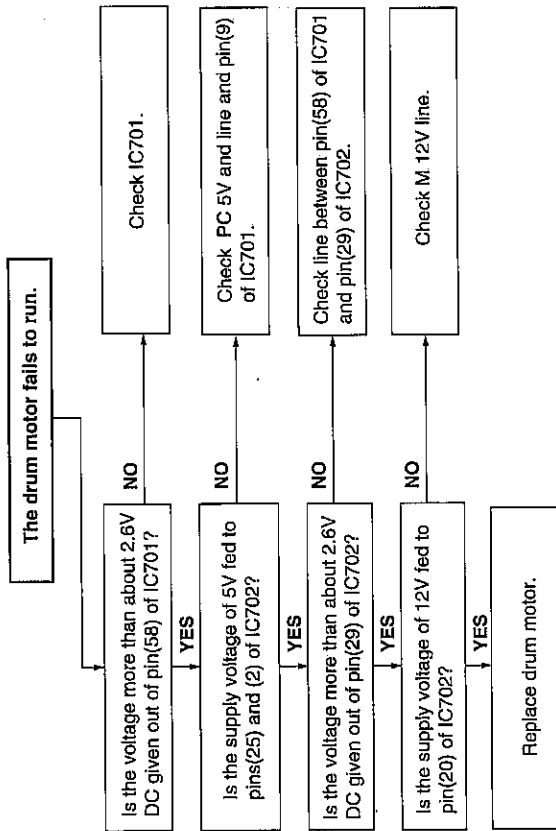 The drum motor fails to run.
Is the voltage more than about 2.6V
DC given out of pin(58) of IC701?
NO
Check IC701.
YES
Is the supply voltage of 5V fed to
pins(25) and (2) of IC702?
NO
Check PC 5V and line and pin(9)
of IC701.
YES
Is the voltage more than about 2.6V
DC given out of pin(29) of IC702?
NO
Check line between pin(58) of IC701
and pin(29) of IC702.
YES
Is the supply voltage of 12V fed to
pin(20) of IC702?
NO
Check M 12V line.
YES
Replace drum motor.